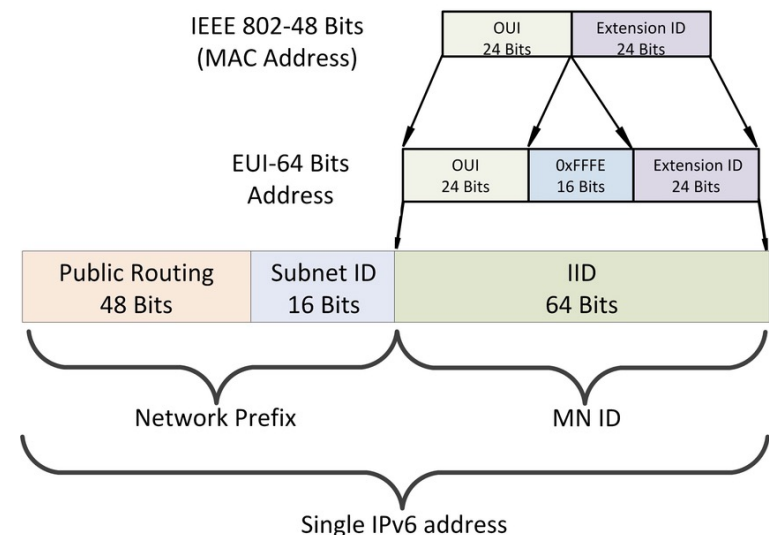 IEEE 802-48 Bits
(MAC Address)
OUI
24 Bits
Extension ID
24 Bits
EUI-64 Bits
Address
OUI
24 Bits
0xFFFE
16 Bits
Extension ID
24 Bits
Public Routing
48 Bits
Subnet ID
16 Bits
IID
64 Bits
Network Prefix
MN ID
Single IPv6 address